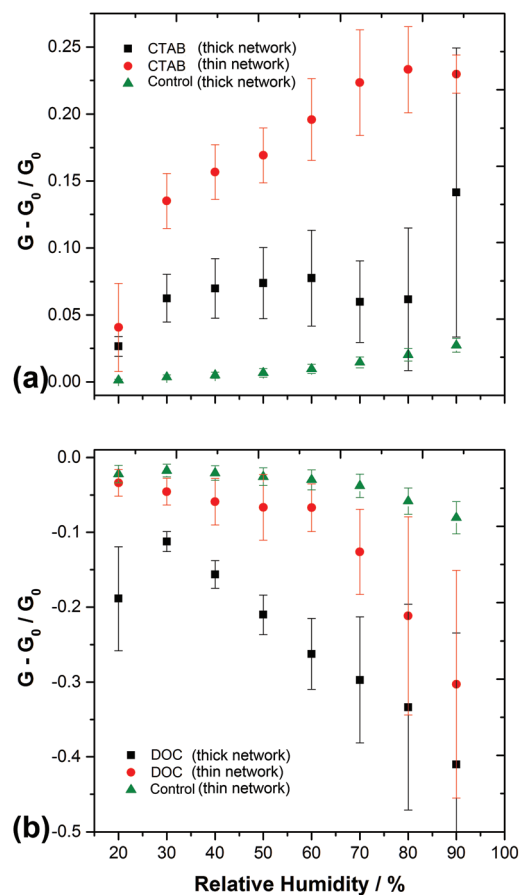 0.25
0.20
0.15
0.10
0.05
0.00
G - G₀ / G₀
CTAB (thick network)
CTAB (thin network)
Control (thick network)
(a)
0.0
-0.1
-0.2
-0.3
-0.4
-0.5
G - G₀ / G₀
DOC (thick network)
DOC (thin network)
Control (thin network)
(b)
20 30 40 50 60 70 80 90 100
Relative Humidity / %